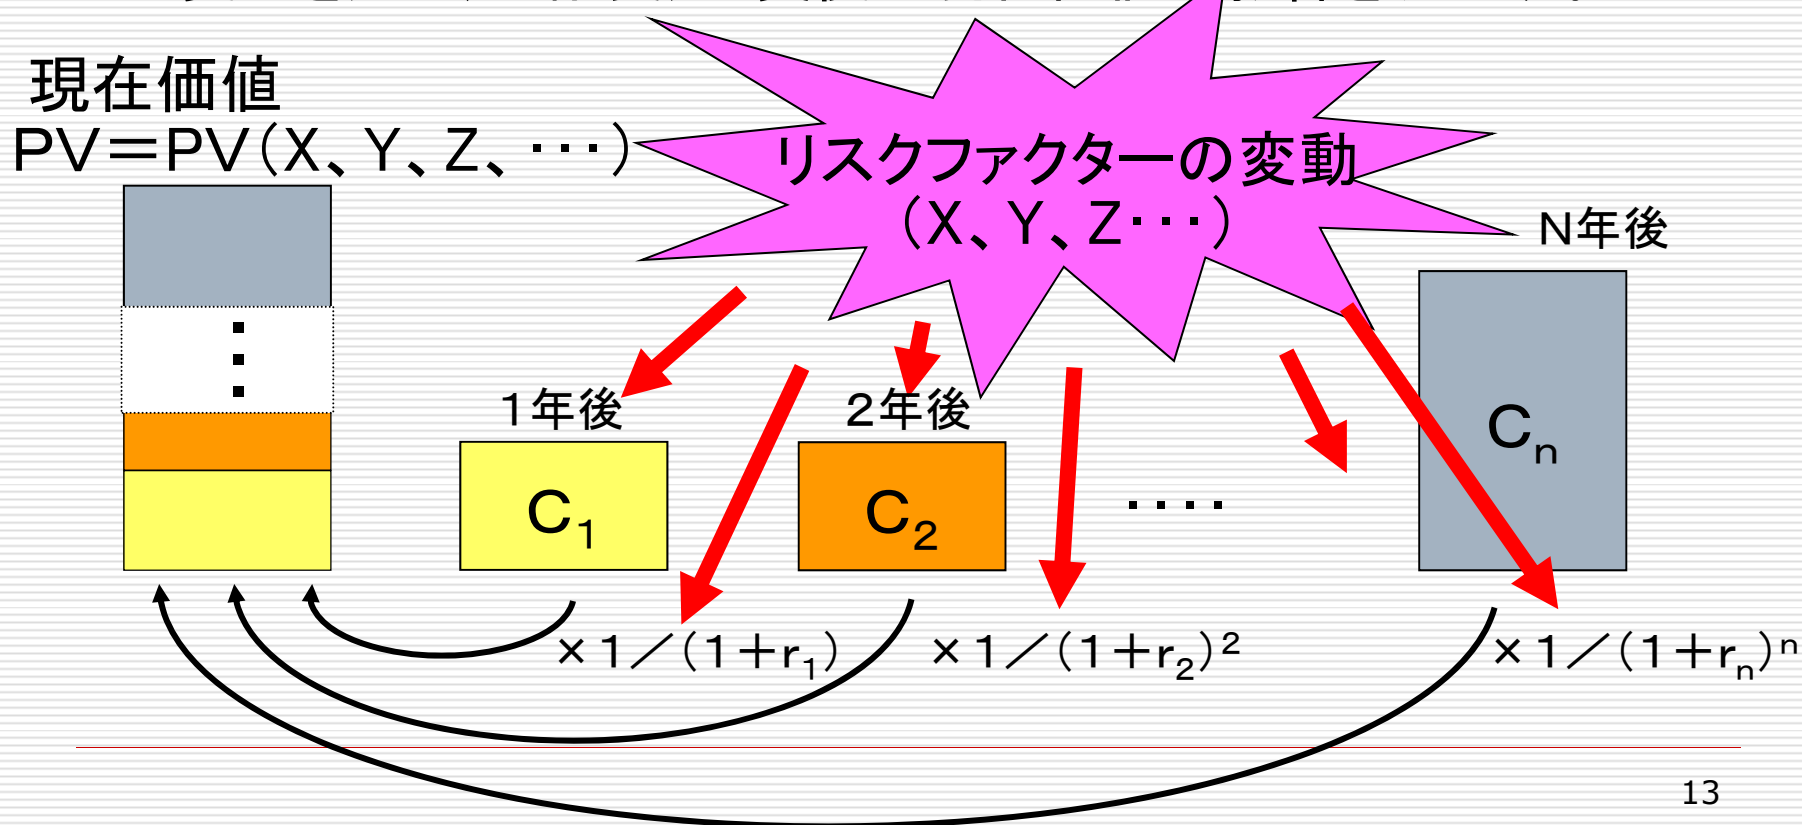 現在価値
PV＝PV(X、Y、Z、･･･)
リスクファクターの変動
(X、Y、Z･･･)
N年後
1年後
2年後
C₁
C₂
････
Cₙ
×1／(1＋r₁)
×1／(1＋r₂)²
×1／(1＋rₙ)ⁿ
13